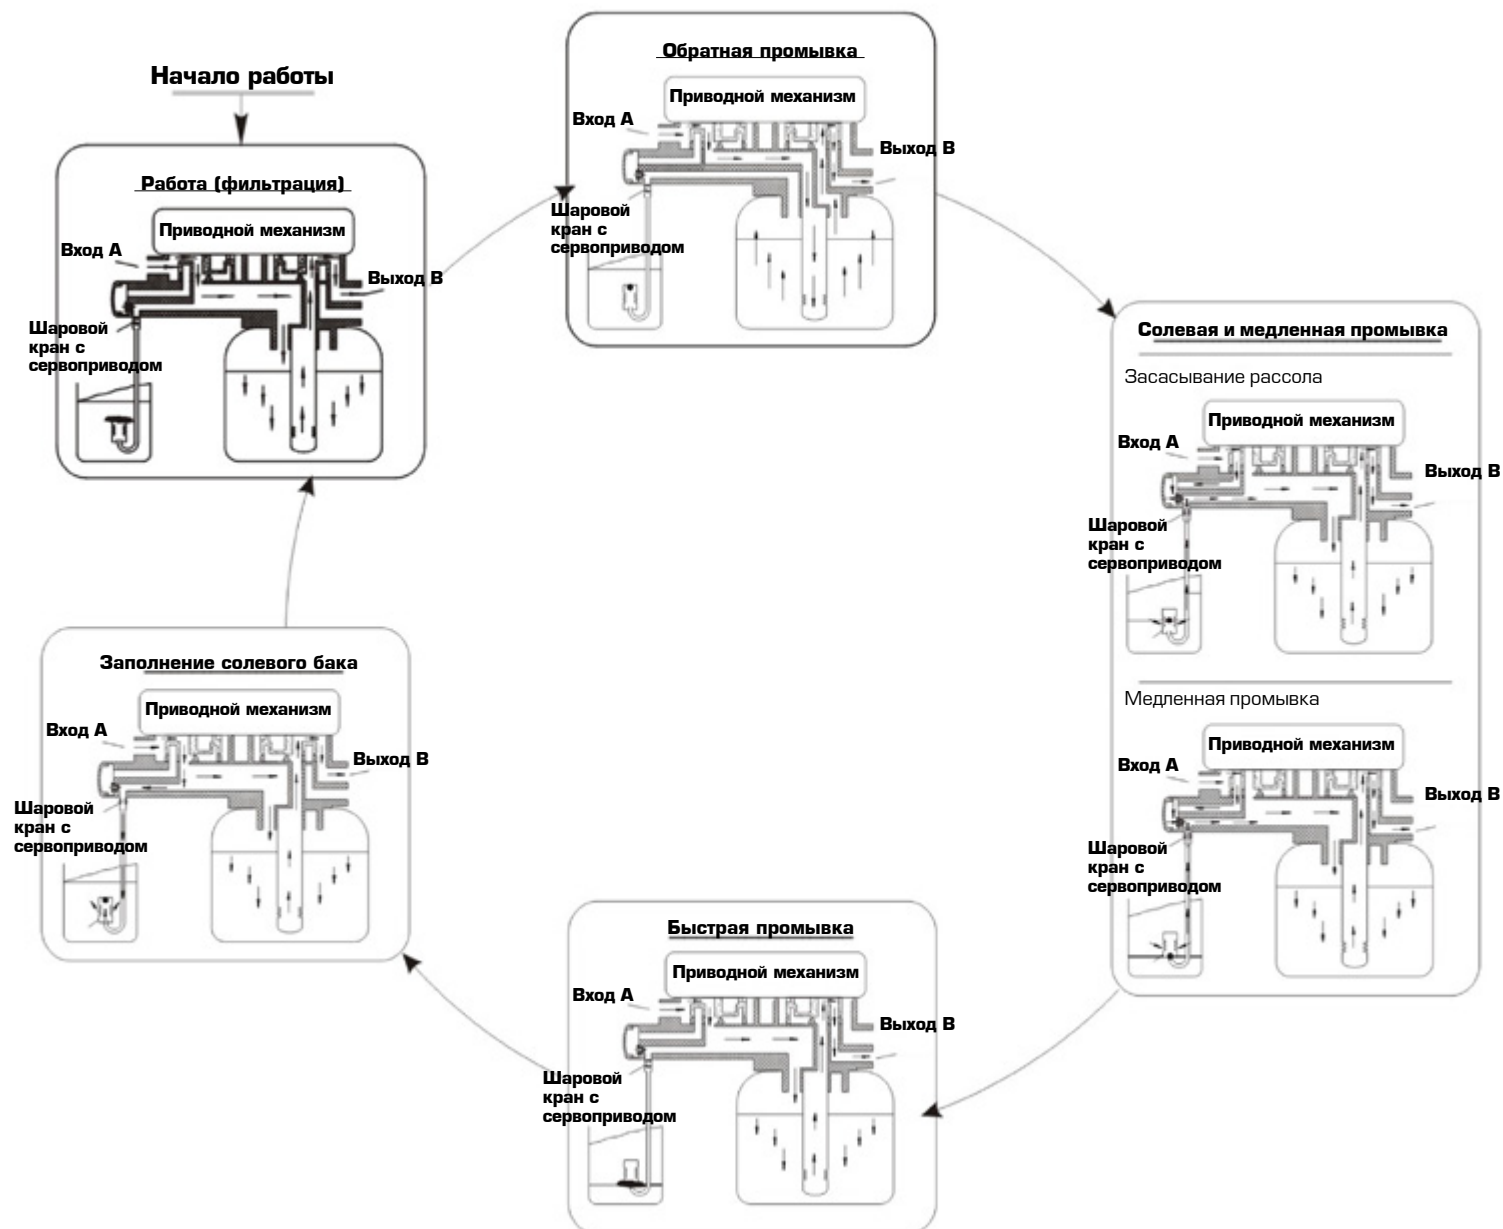 Начало работы
Работа (фильтрация)
Приводной механизм
Вход А
Выход В
Шаровой
кран с
сервоприводом
Обратная промывка
Приводной механизм
Вход А
Выход В
Шаровой
кран с
сервоприводом
Солевая и медленная промывка
Засасывание рассола
Приводной механизм
Вход А
Выход В
Шаровой
кран с
сервоприводом
Медленная промывка
Приводной механизм
Вход А
Выход В
Шаровой
кран с
сервоприводом
Быстрая промывка
Приводной механизм
Вход А
Выход В
Шаровой
кран с
сервоприводом
Заполнение солевого бака
Приводной механизм
Вход А
Выход В
Шаровой
кран с
сервоприводом